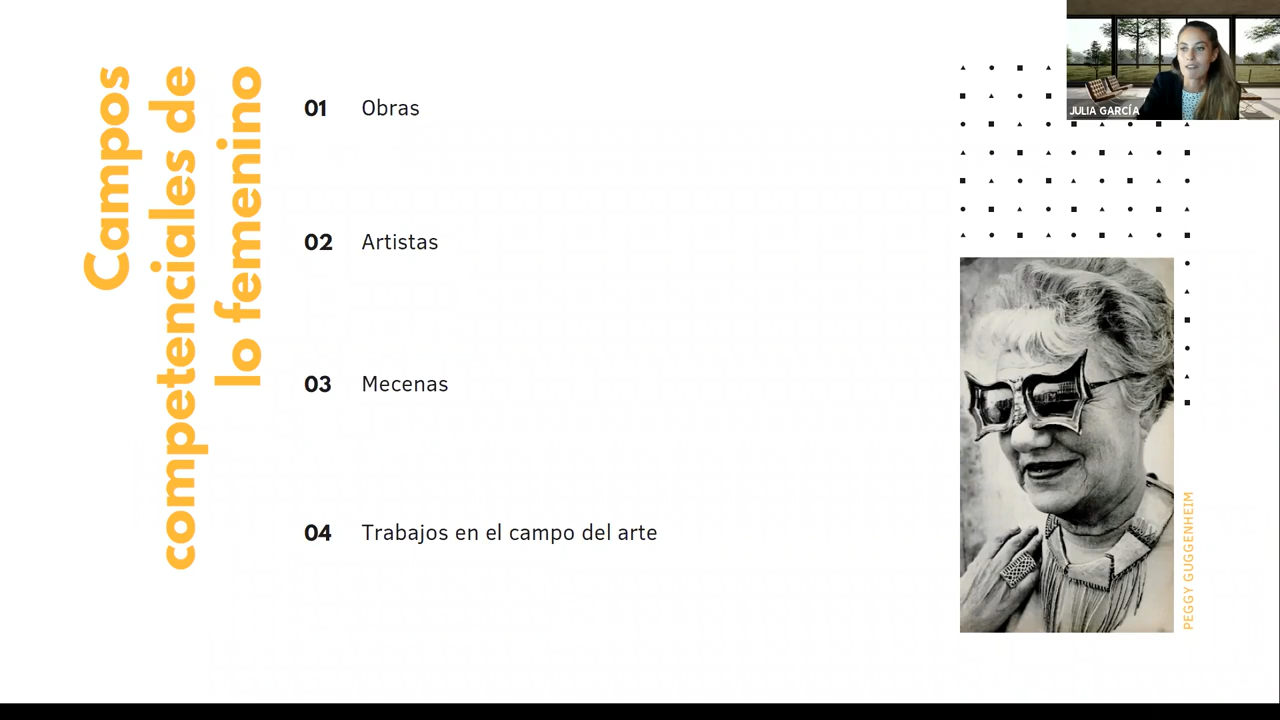 Campos
competenciales de
lo femenino
01 Obras
02 Artistas
03 Mecenas
04 Trabajos en el campo del arte
JULIA GARCÍA
PEGGY GUGGENHEIM